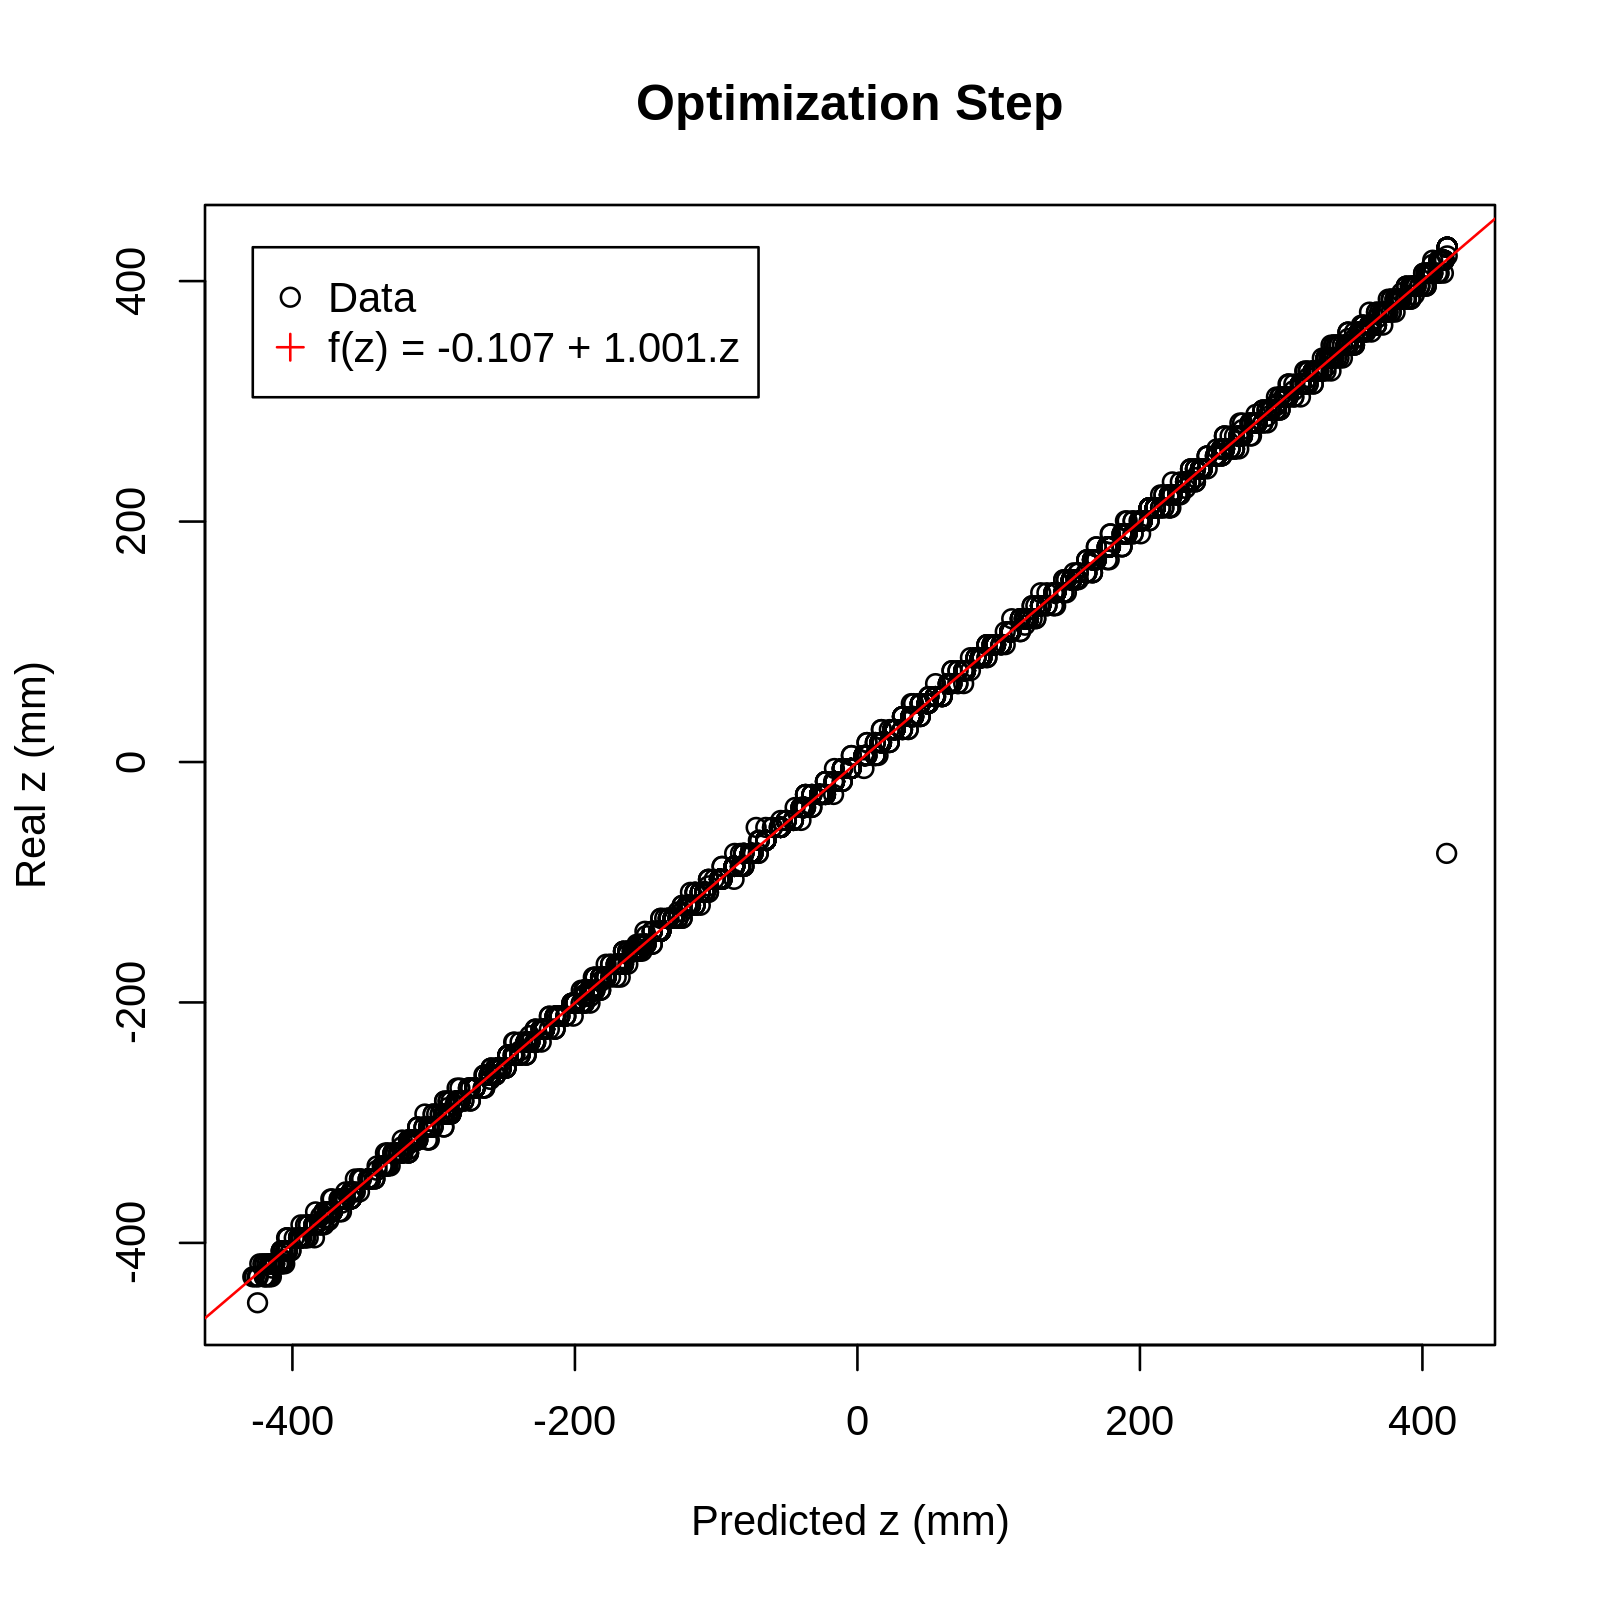 Optimization Step
Data
f(z) = -0.107 + 1.001.z
Real z (mm)
400
200
0
-200
-400
-400 -200 0 200 400
Predicted z (mm)